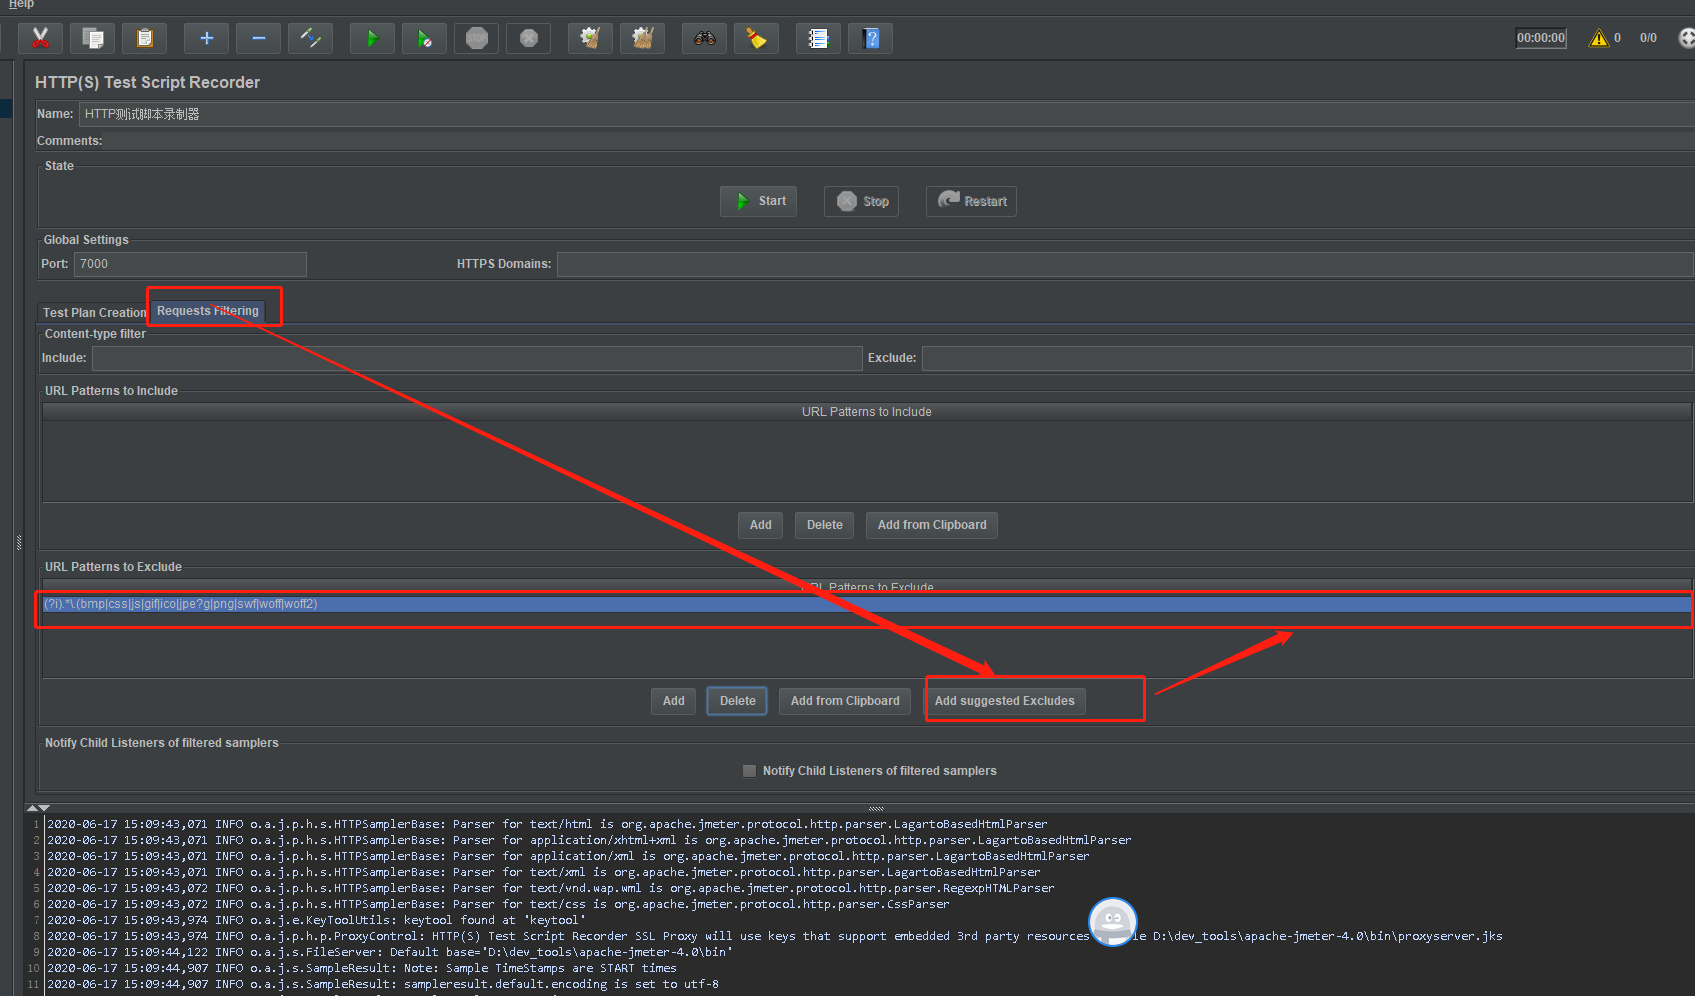 Help
STOP
00:00:00
0
0/0
HTTP(S) Test Script Recorder
Name: HTTP测试脚本录制器
Comments:
State
Start Stop Restart
Global Settings
Port: 7000 HTTPS Domains:
Test Plan Creation Requests Filtering
Content-type filter
Include: Exclude:
URL Patterns to Include
URL Patterns to Include
Add Delete Add from Clipboard
URL Patterns to Exclude
URL Patterns to Exclude
(?i).*\.(bmp|css|js|gif|ico|jpe?g|png|swf|woff|woff2)
Add Delete Add from Clipboard Add suggested Excludes
Notify Child Listeners of filtered samplers
Notify Child Listeners of filtered samplers
1 2020-06-17 15:09:43,071 INFO o.a.j.p.h.s.HTTPSamplerBase: Parser for text/html is org.apache.jmeter.protocol.http.parser.LagartoBasedHtmlParser
2 2020-06-17 15:09:43,071 INFO o.a.j.p.h.s.HTTPSamplerBase: Parser for application/xhtml+xml is org.apache.jmeter.protocol.http.parser.LagartoBasedHtmlParser
3 2020-06-17 15:09:43,071 INFO o.a.j.p.h.s.HTTPSamplerBase: Parser for application/xml is org.apache.jmeter.protocol.http.parser.LagartoBasedHtmlParser
4 2020-06-17 15:09:43,071 INFO o.a.j.p.h.s.HTTPSamplerBase: Parser for text/xml is org.apache.jmeter.protocol.http.parser.LagartoBasedHtmlParser
5 2020-06-17 15:09:43,072 INFO o.a.j.p.h.s.HTTPSamplerBase: Parser for text/vnd.wap.wml is org.apache.jmeter.protocol.http.parser.RegexpHTMLParser
6 2020-06-17 15:09:43,072 INFO o.a.j.p.h.s.HTTPSamplerBase: Parser for text/css is org.apache.jmeter.protocol.http.parser.CssParser
7 2020-06-17 15:09:43,974 INFO o.a.j.e.KeyToolUtils: keytool found at 'keytool'
8 2020-06-17 15:09:43,974 INFO o.a.j.p.h.p.ProxyControl: HTTP(S) Test Script Recorder SSL Proxy will use keys that support embedded 3rd party resources D:\dev_tools\apache-jmeter-4.0\bin\proxyserver.jks
9 2020-06-17 15:09:44,122 INFO o.a.j.s.FileServer: Default base='D:\dev_tools\apache-jmeter-4.0\bin'
10 2020-06-17 15:09:44,907 INFO o.a.j.s.SampleResult: Note: Sample TimeStamps are START times
11 2020-06-17 15:09:44,907 INFO o.a.j.s.SampleResult: sampleresult.default.encoding is set to utf-8